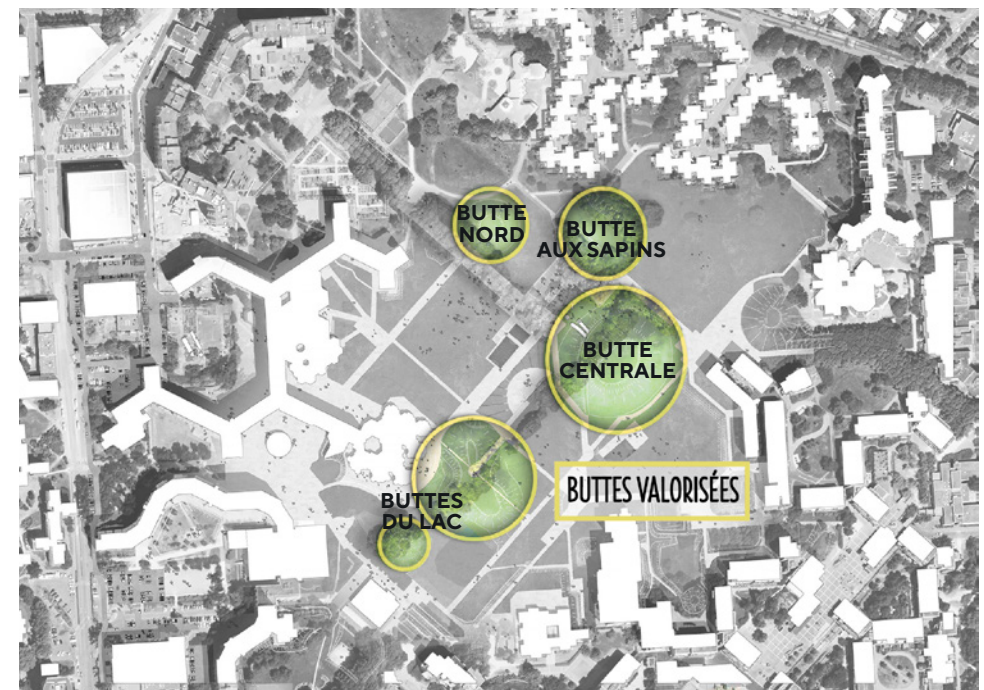 BUTTE
NORD
BUTTE
AUX SAPINS
BUTTE
CENTRALE
BUTTES VALORISÉES
BUTTES
DU LAC